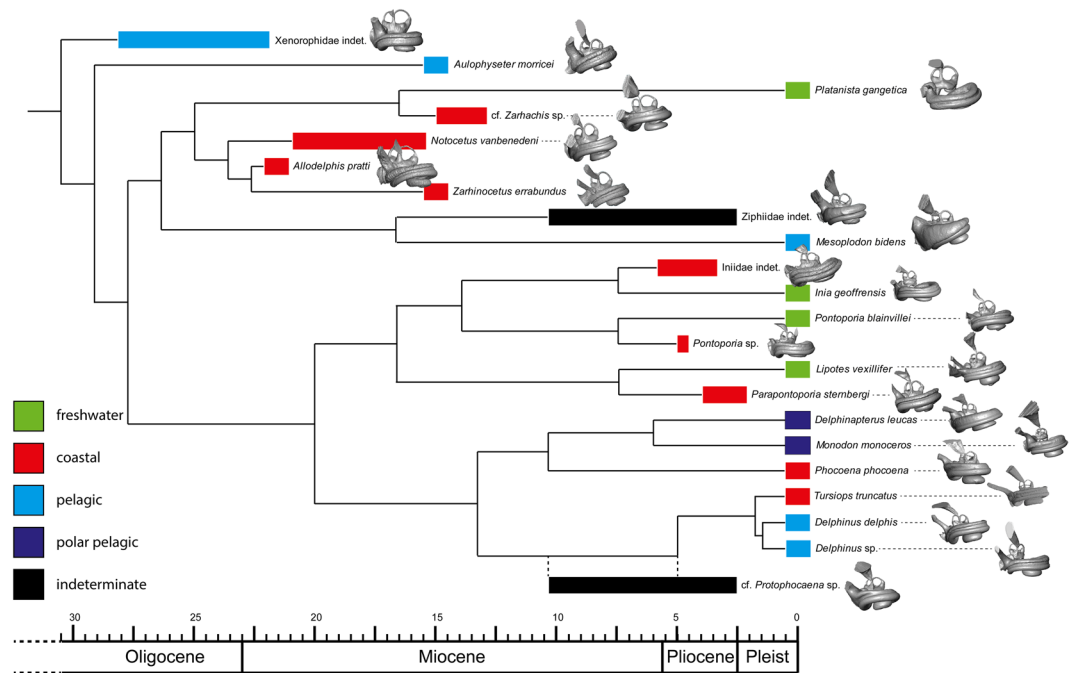 Xenorophidae indet.
Aulophyseter morricei
Platanista gangetica
cf. Zarhachis sp.
Notocetus vanbenedeni
Allodelphis pratti
Zarhinocetus errabundus
Ziphiidae indet.
Mesoplodon bidens
Iniidae indet.
Inia geoffrensis
Pontoporia blainvillei
Pontoporia sp.
Lipotes vexillifer
Parapontoporia sternbergi
Delphinapterus leucas
Monodon monoceros
Phocoena phocoena
Tursiops truncatus
Delphinus delphis
Delphinus sp.
cf. Protophocaena sp.
freshwater
coastal
pelagic
polar pelagic
indeterminate
30 25 20 15 10 5 0
Oligocene Miocene Pliocene Pleist